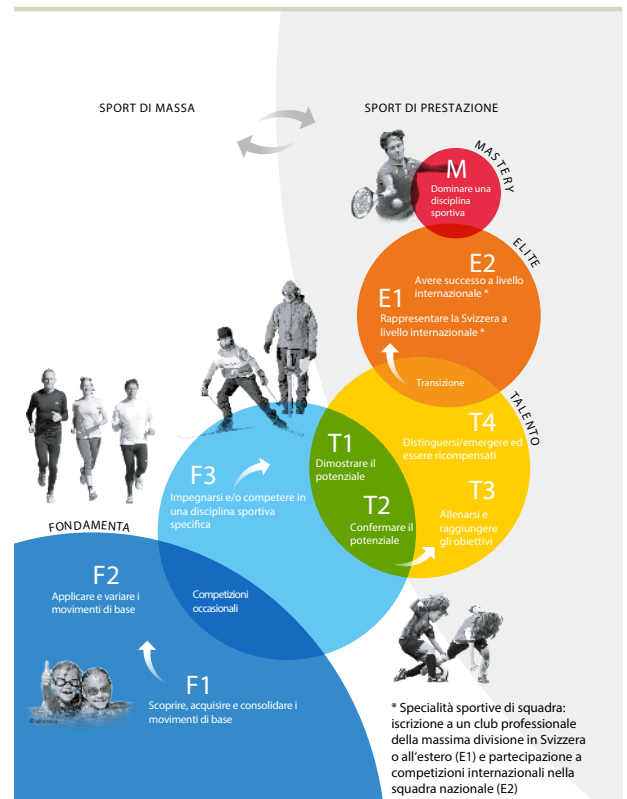 SPORT DI MASSA
SPORT DI PRESTAZIONE
MASTERY
M
Dominare una
disciplina
sportiva
ELITE
E2
Avere successo a livello
internazionale *
E1
Rappresentare la Svizzera a
livello internazionale *
Transizione
TALENTO
T4
Distinguersi/emergere ed
essere ricompensati
T1
Dimostrare il
potenziale
T3
Allenarsi e
raggiungere
gli obiettivi
T2
Confermare il
potenziale
F3
Impegnarsi e/o competere in
una disciplina sportiva
specifica
FONDAMENTA
F2
Applicare e variare i
movimenti di base
Competizioni
occasionali
F1
Scoprire, acquisire e consolidare i
movimenti di base
* Specialità sportive di squadra:
iscrizione a un club professionale
della massima divisione in Svizzera
o all'estero (E1) e partecipazione a
competizioni internazionali nella
squadra nazionale (E2)